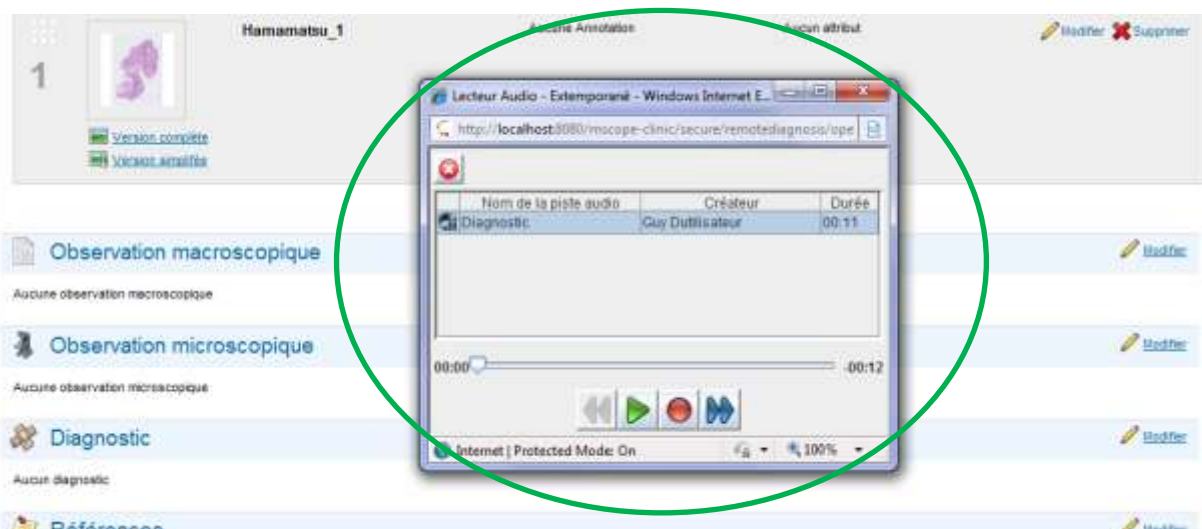 Hamamatsu_1
Aucune Annotation
Aucun attribut
Modifier
Supprimer
1
Version complète
Version simplifiée
Lecteur Audio - Extemporané - Windows Internet E...
http://localhost:8080/mscope-clinic/secure/remotediagnosis/ope
Nom de la piste audio
Créateur
Durée
Diagnostic
Guy Dutilisateur
00:11
00:00
-00:12
Internet | Protected Mode: On
100%
Observation macroscopique
Modifier
Aucune observation macroscopique
Observation microscopique
Modifier
Aucune observation microscopique
Diagnostic
Modifier
Aucun diagnostic
Références
Modifier